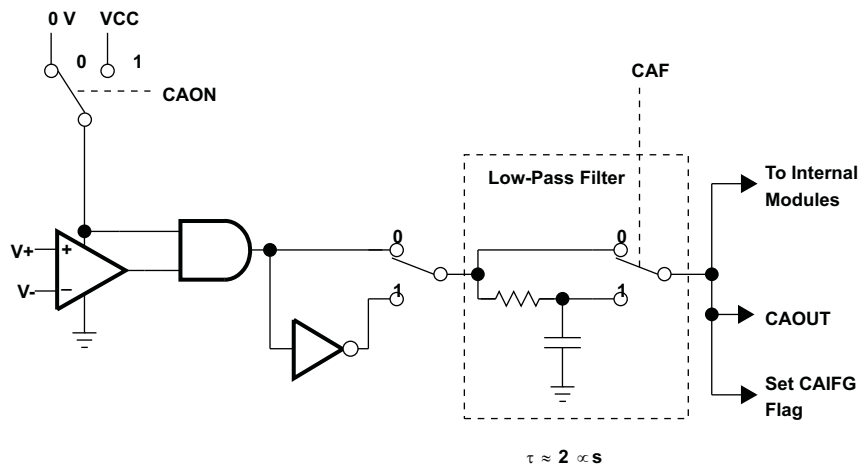 0 V VCC
0 1
CAON
CAF
Low-Pass Filter
To Internal
Modules
V+
+
V-
−
0
1
0
1
CAOUT
Set CAIFG
Flag
τ ≈ 2 ∝s